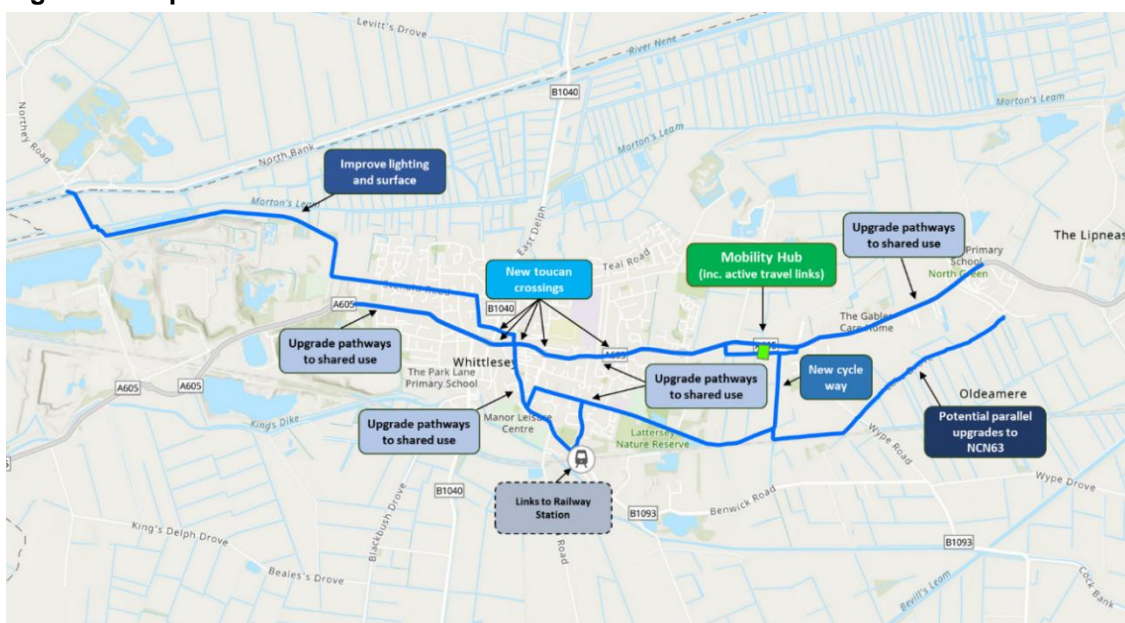 Levitt's Drove
River Nene
B1040
Morton's Leam
Northey Road
North Bank
Improve lighting
and surface
Morton's Leam
Morton's Leam
East Delph
Upgrade pathways
to shared use
Primary
School
The Lipneas
North Green
Teal Road
Mobility Hub
(inc. active travel links)
New toucan
crossings
A605
B1040
The Gables
Care Home
Upgrade pathways
to shared use
A605
Whittlesey
The Park Lane
Primary School
A605
A605
Upgrade pathways
to shared use
New cycle
way
Oldeamere
King's Dike
Upgrade pathways
to shared use
Manor Leisure
Centre
Lattersey
Nature Reserve
Wype Road
Potential parallel
upgrades to
NCN63
Links to Railway
Station
B1040
Blackbush Drove
Road
Benwick Road
B1093
Wype Drove
King's Delph Drove
B1093
Beales's Drove
Bevill's Leam
Cock Bank